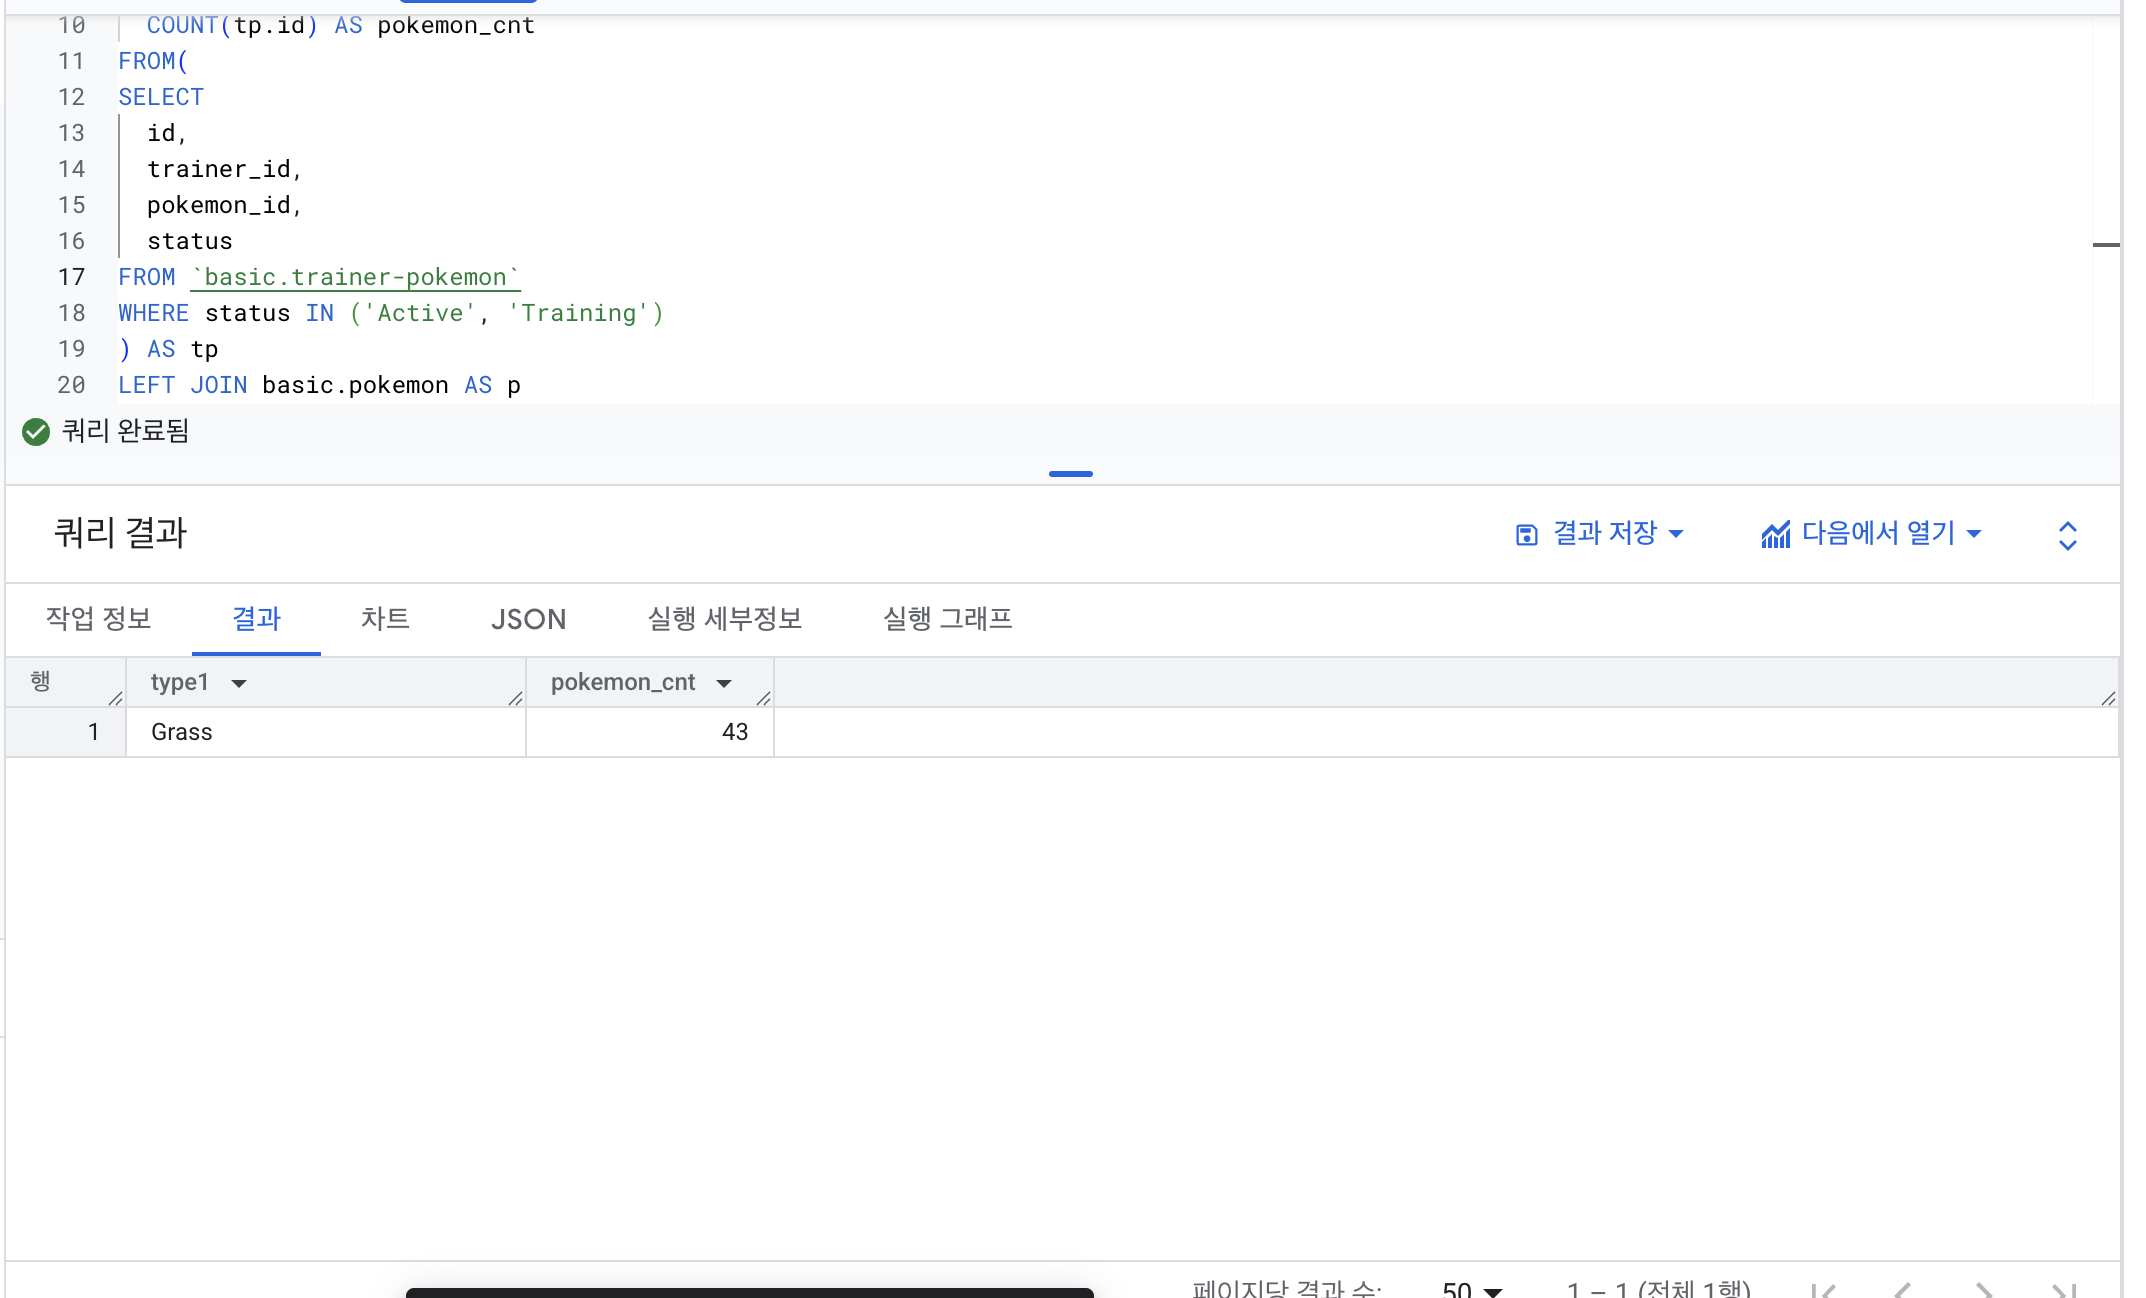 10 COUNT(tp.id) AS pokemon_cnt
11 FROM(
12 SELECT
13 id,
14 trainer_id,
15 pokemon_id,
16 status
17 FROM `basic.trainer-pokemon`
18 WHERE status IN ('Active', 'Training')
19 ) AS tp
20 LEFT JOIN basic.pokemon AS p
쿼리 완료됨
쿼리 결과 결과 저장 다음에서 열기
작업 정보 결과 차트 JSON 실행 세부정보 실행 그래프
행 type1 pokemon_cnt
1 Grass 43
페이지당 결과 수: 50 1 – 1 (전체 1행)